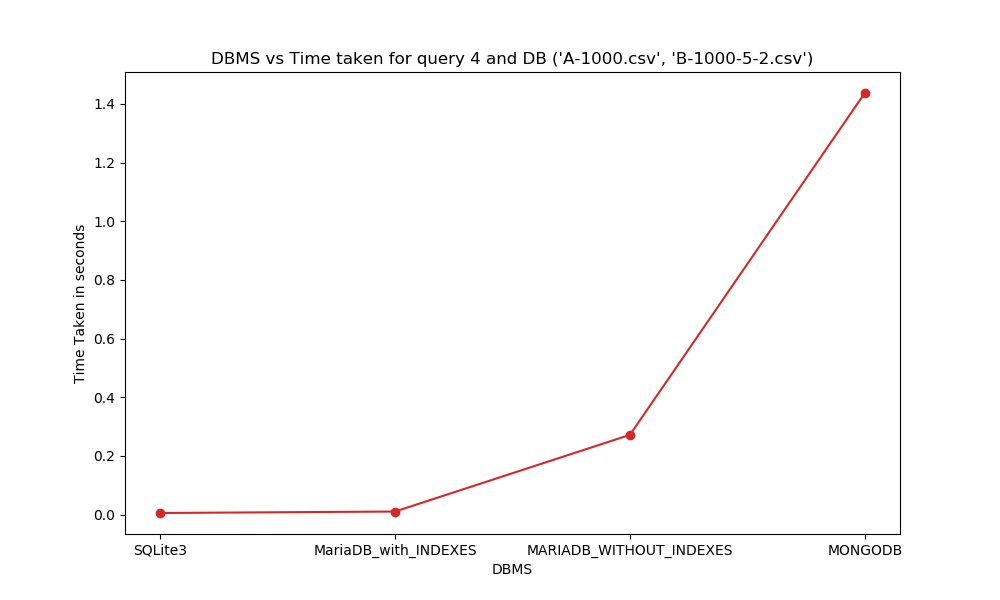 DBMS vs Time taken for query 4 and DB ('A-1000.csv', 'B-1000-5-2.csv')
Time Taken in seconds
1.4
1.2
1.0
0.8
0.6
0.4
0.2
0.0
SQLite3 MariaDB_with_INDEXES MARIADB_WITHOUT_INDEXES MONGODB
DBMS